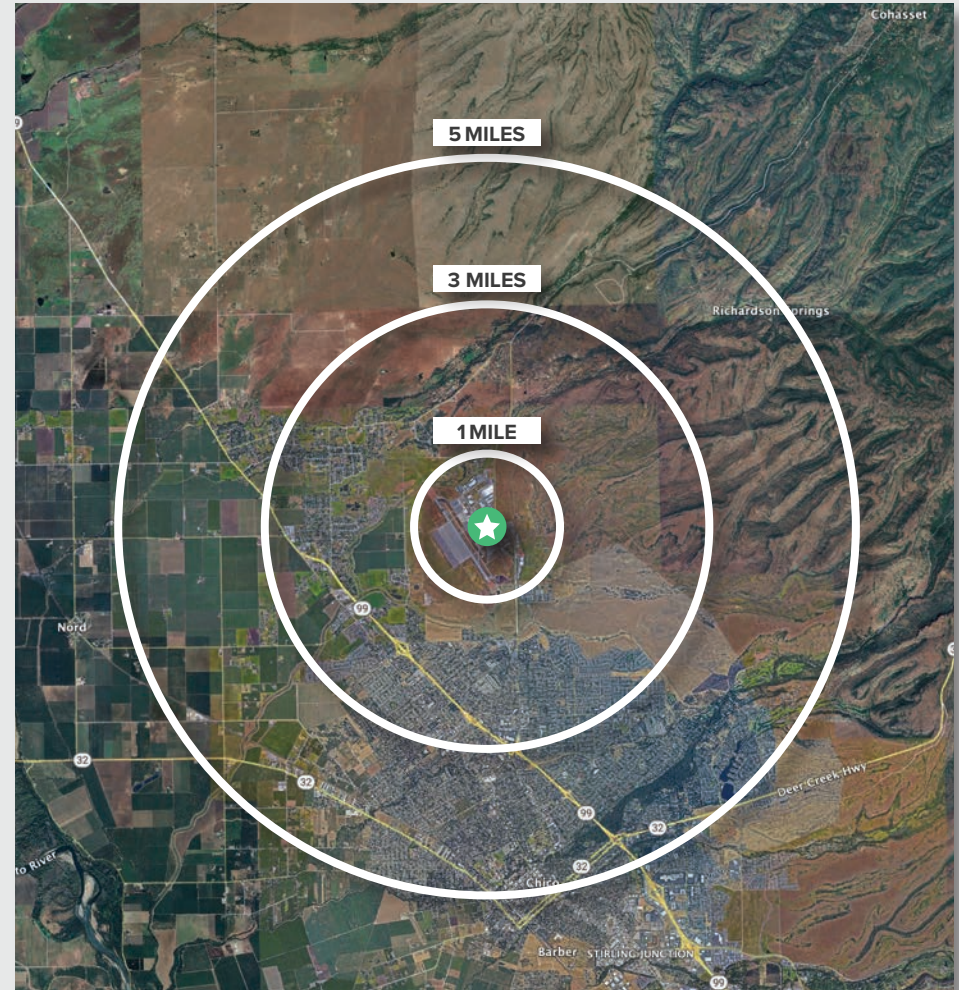 Cohasset
9
5 MILES
3 MILES
Richardson Springs
1 MILE
99
Nord
32
32
Deer Creek Hwy
99
32
32
to River
Chico
Barber
STIRLING JUNCTION
99